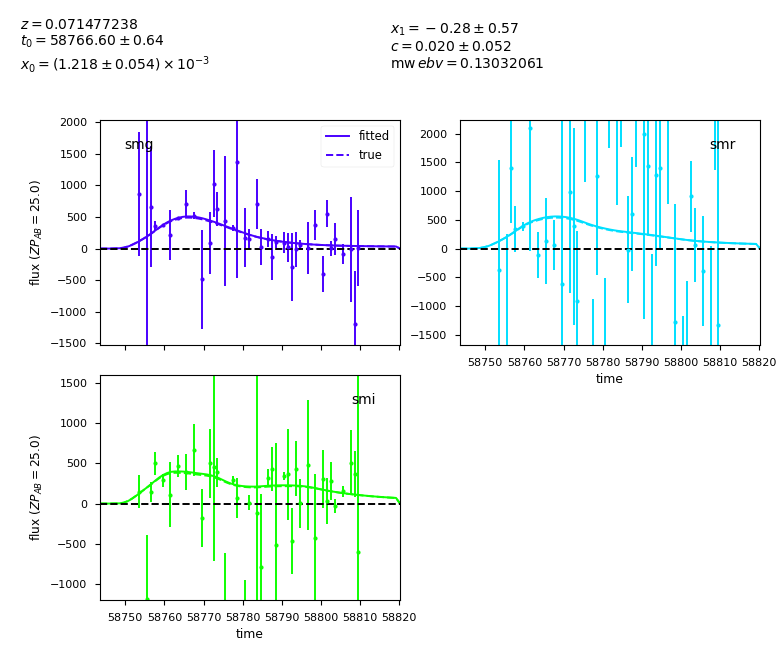 z = 0.071477238
t₀ = 58766.60 ± 0.64
x₀ = (1.218 ± 0.054) × 10⁻³
x₁ = −0.28 ± 0.57
c = 0.020 ± 0.052
mw ebv = 0.13032061
smg
fitted
true
2000
1500
1000
500
0
−500
−1000
−1500
flux (ZP_AB = 25.0)
smr
2000
1500
1000
500
0
−500
−1000
−1500
58750 58760 58770 58780 58790 58800 58810 58820
time
smi
1500
1000
500
0
−500
−1000
flux (ZP_AB = 25.0)
58750 58760 58770 58780 58790 58800 58810 58820
time